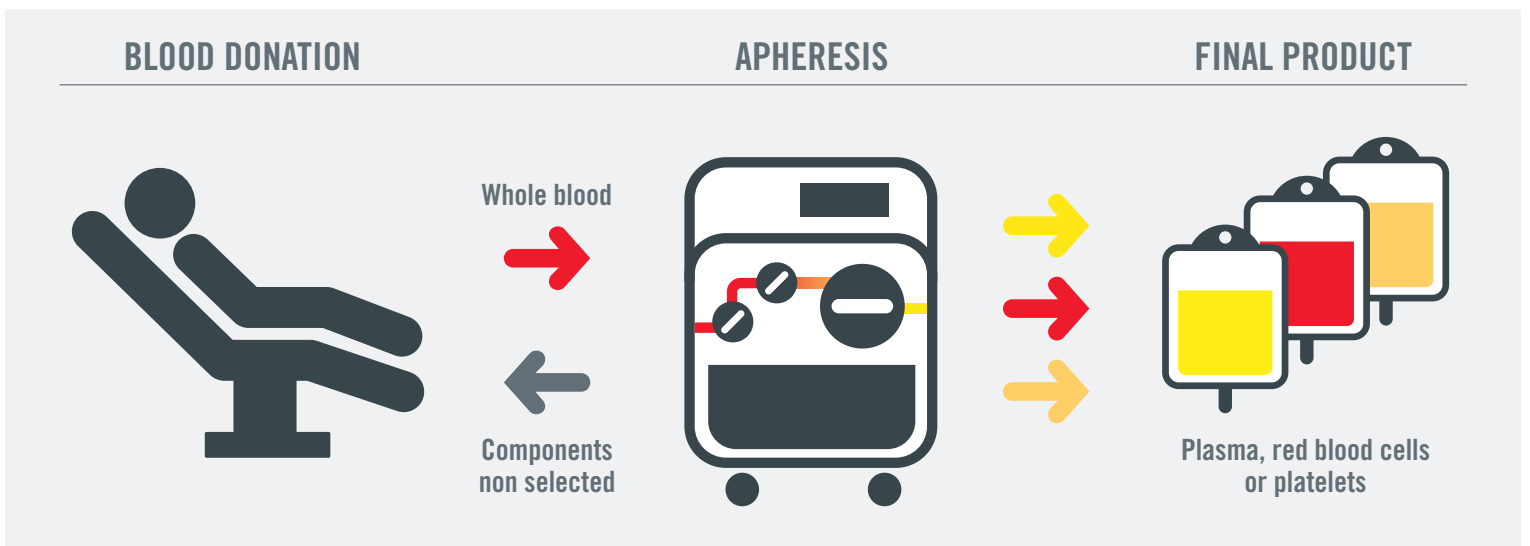 BLOOD DONATION
APHERESIS
FINAL PRODUCT
Whole blood
Components
non selected
Plasma, red blood cells
or platelets